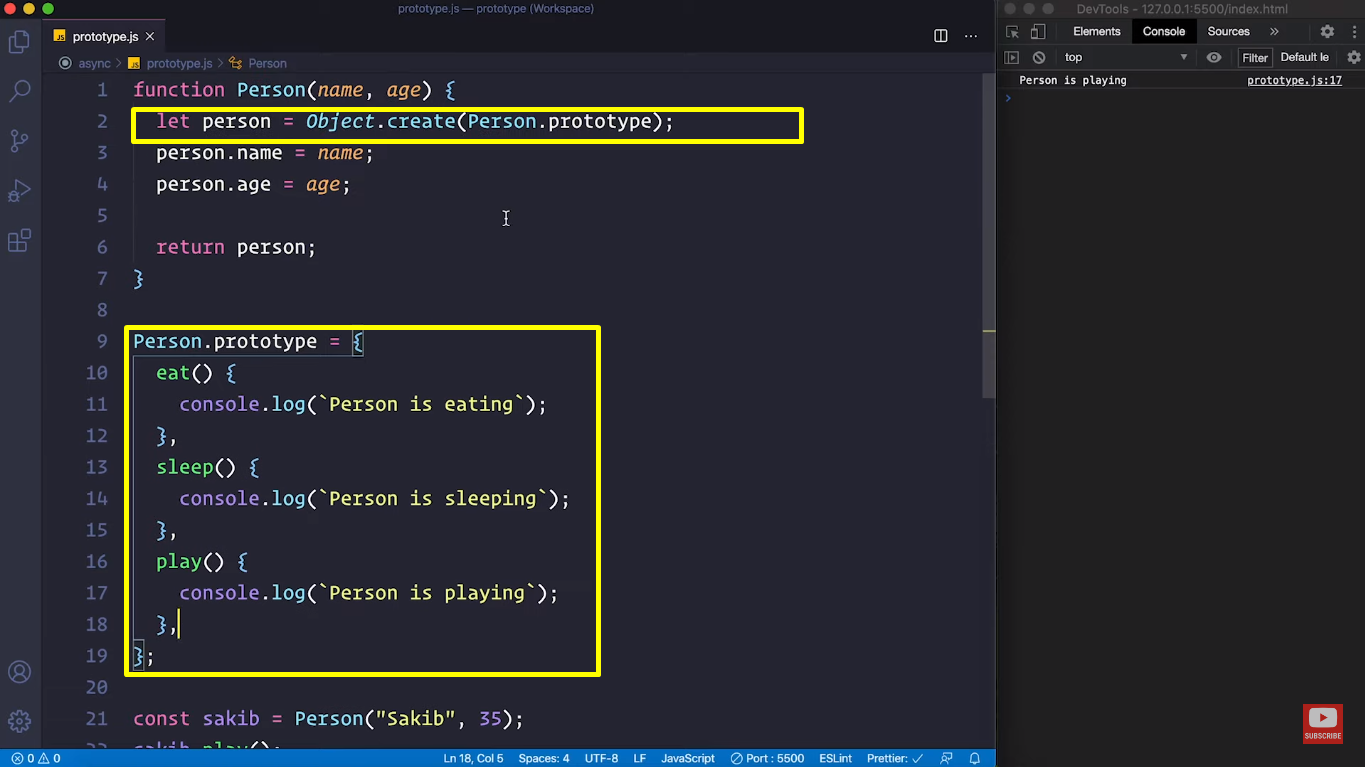 prototype.js — prototype (Workspace)
prototype.js
async > prototype.js > Person
1 function Person(name, age) {
2 let person = Object.create(Person.prototype);
3 person.name = name;
4 person.age = age;
5
6 return person;
7 }
8
9 Person.prototype = {
10 eat() {
11 console.log(`Person is eating`);
12 },
13 sleep() {
14 console.log(`Person is sleeping`);
15 },
16 play() {
17 console.log(`Person is playing`);
18 },
19 };
20
21 const sakib = Person("Sakib", 35);
22 sakib.play();
0 0 Ln 18, Col 5 Spaces: 4 UTF-8 LF JavaScript Port : 5500 ESLint Prettier: ✓
DevTools - 127.0.0.1:5500/index.html
Elements Console Sources »
top Filter Default le
Person is playing prototype.js:17
SUBSCRIBE